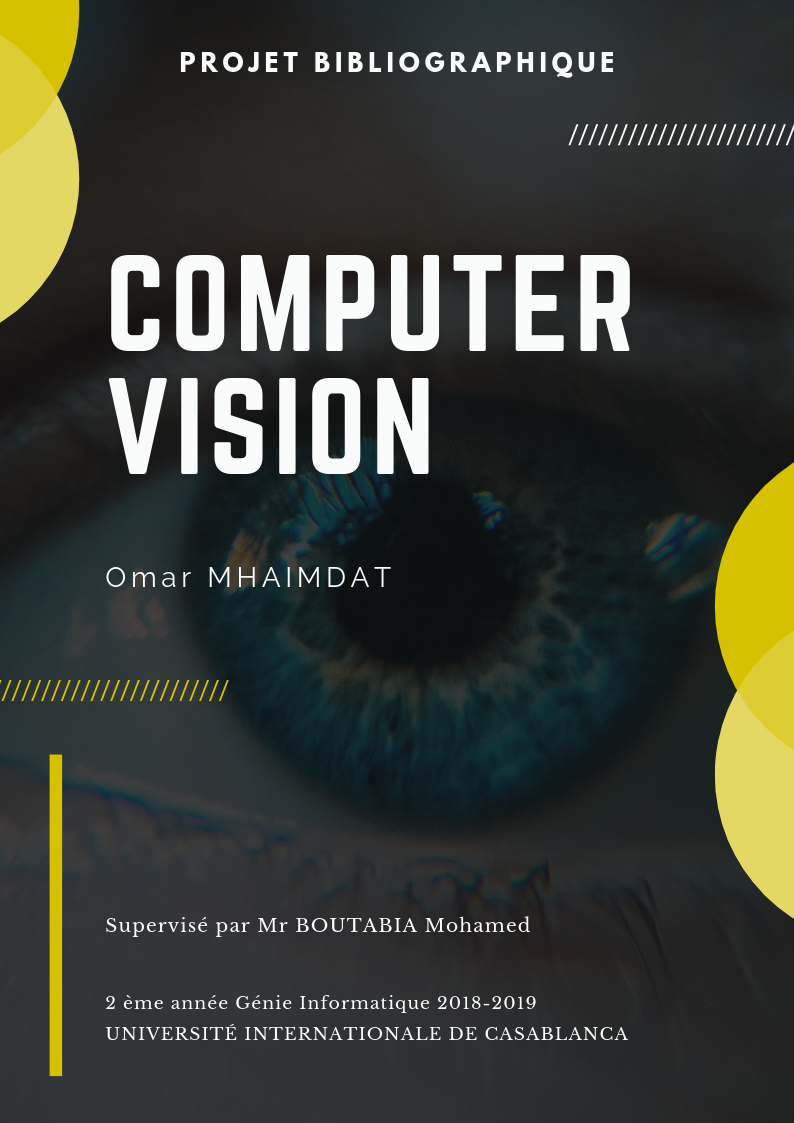 PROJET BIBLIOGRAPHIQUE
COMPUTER
VISION
Omar MHAIMDAT
Supervisé par Mr BOUTABIA Mohamed
2 ème année Génie Informatique 2018-2019
UNIVERSITÉ INTERNATIONALE DE CASABLANCA